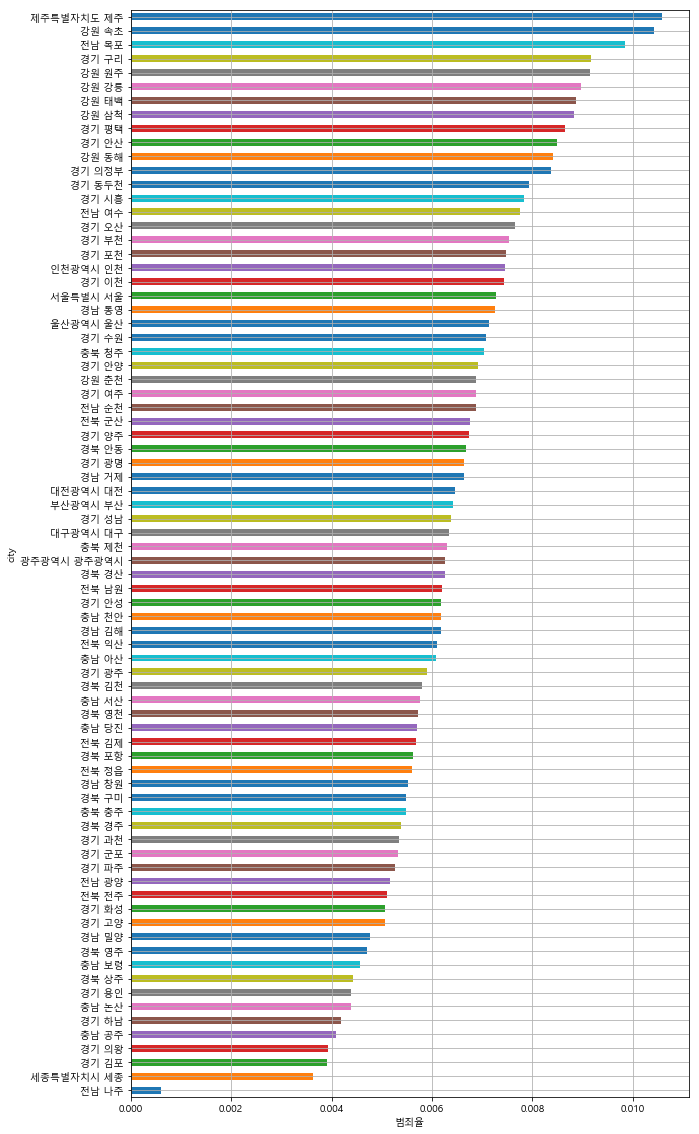 제주특별자치도 제주
강원 속초
전남 목포
경기 구리
강원 원주
강원 강릉
강원 태백
강원 삼척
경기 평택
경기 안산
강원 동해
경기 의정부
경기 동두천
경기 시흥
전남 여수
경기 오산
경기 부천
경기 포천
인천광역시 인천
경기 이천
서울특별시 서울
경남 통영
울산광역시 울산
경기 수원
충북 청주
경기 안양
강원 춘천
경기 여주
전남 순천
전북 군산
경기 양주
경북 안동
경기 광명
경남 거제
대전광역시 대전
부산광역시 부산
경기 성남
대구광역시 대구
충북 제천
city
광주광역시 광주광역시
경북 경산
전북 남원
경기 안성
충남 천안
경남 김해
전북 익산
충남 아산
경기 광주
경북 김천
충남 서산
경북 영천
충남 당진
전북 김제
경북 포항
전북 정읍
경남 창원
경북 구미
충북 충주
경북 경주
경기 과천
경기 군포
경기 파주
전남 광양
전북 전주
경기 화성
경기 고양
경남 밀양
경북 영주
충남 보령
경북 상주
경기 용인
충남 논산
경기 하남
충남 공주
경기 의왕
경기 김포
세종특별자치시 세종
전남 나주
0.000 0.002 0.004 0.006 0.008 0.010
범죄율